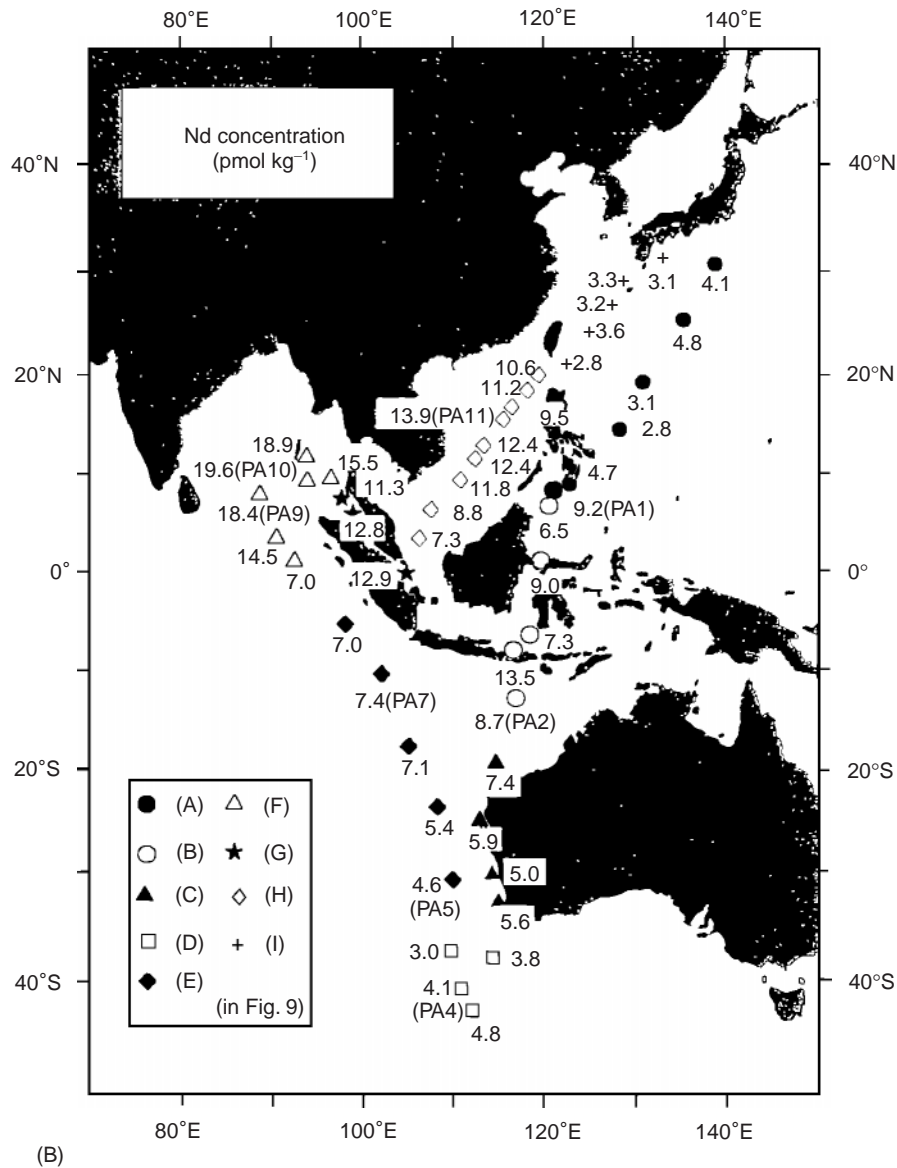 80°E 100°E 120°E 140°E
Nd concentration
(pmol kg⁻¹)
40°N 40°N
3.3+ + 3.1 4.1
3.2+
+3.6 4.8
20°N 10.6 +2.8 20°N
11.2 3.1
13.9(PA11) 9.5 2.8
18.9 12.4
19.6(PA10) 15.5 12.4 4.7
11.3 11.8 9.2(PA1)
18.4(PA9) 12.8 8.8 6.5
14.5 7.3
0° 7.0 12.9 9.0 0°
7.0 7.3
13.5
7.4(PA7) 8.7(PA2)
20°S 7.1 7.4 20°S
5.4 5.9
4.6 5.0
(PA5) 5.6
3.0 3.8
40°S 4.1 40°S
(PA4) 4.8
(A) (F)
(B) (G)
(C) (H)
(D) + (I)
(E)
(in Fig. 9)
80°E 100°E 120°E 140°E
(B)